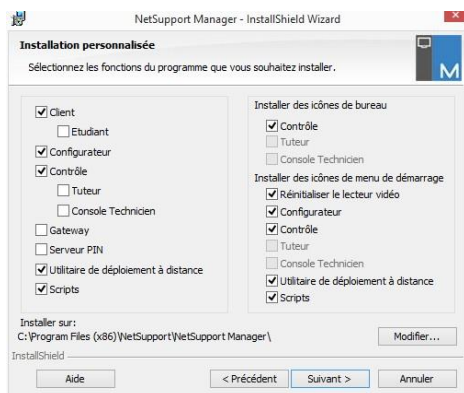 NetSupport Manager - InstallShield Wizard
Installation personnalisée
Sélectionnez les fonctions du programme que vous souhaitez installer.
M
Client
Etudiant
Configurateur
Contrôle
Tuteur
Console Technicien
Gateway
Serveur PIN
Utilitaire de déploiement à distance
Scripts
Installer des icônes de bureau
Contrôle
Tuteur
Console Technicien
Installer des icônes de menu de démarrage
Réinitialiser le lecteur vidéo
Configurateur
Contrôle
Tuteur
Console Technicien
Utilitaire de déploiement à distance
Scripts
Installer sur:
C:\Program Files (x86)\NetSupport\NetSupport Manager\
Modifier...
InstallShield
Aide
< Précédent
Suivant >
Annuler